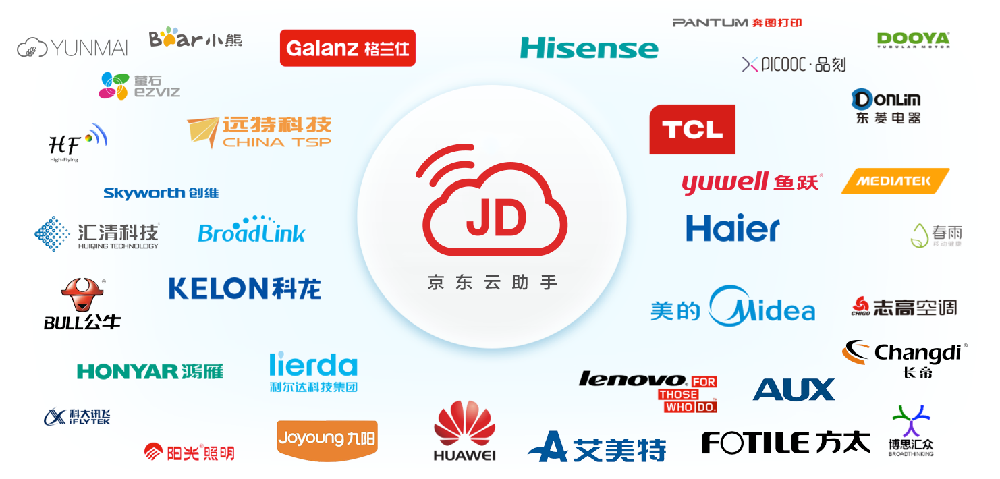 YUNMAI
Bear小熊
Galanz 格兰仕
Hisense
PANTUM 奔图打印
DOOYA
TUBULAR MOTOR
PICOOC · 品刻
萤石
ezviz
DONLIM
东菱电器
远特科技
CHINA TSP
TCL
HF
High-Flying
yuwell 鱼跃®
MEDIATEK
Skyworth 创维
JD
京东云助手
Haier
汇清科技
HUIQING TECHNOLOGY
BroadLink
春雨
移动健康
KELON科龙
BULL公牛
美的 Midea
CHIGO 志高空调
Changdi®
长帝
HONYAR 鸿雁
lierda
利尔达科技集团
lenovo® FOR
THOSE
WHO DO.™
AUX
科大讯飞
iFLYTEK
Joyoung 九阳
HUAWEI
阳光®照明
艾美特
FOTILE 方太
博思汇众
BROADTHINKING